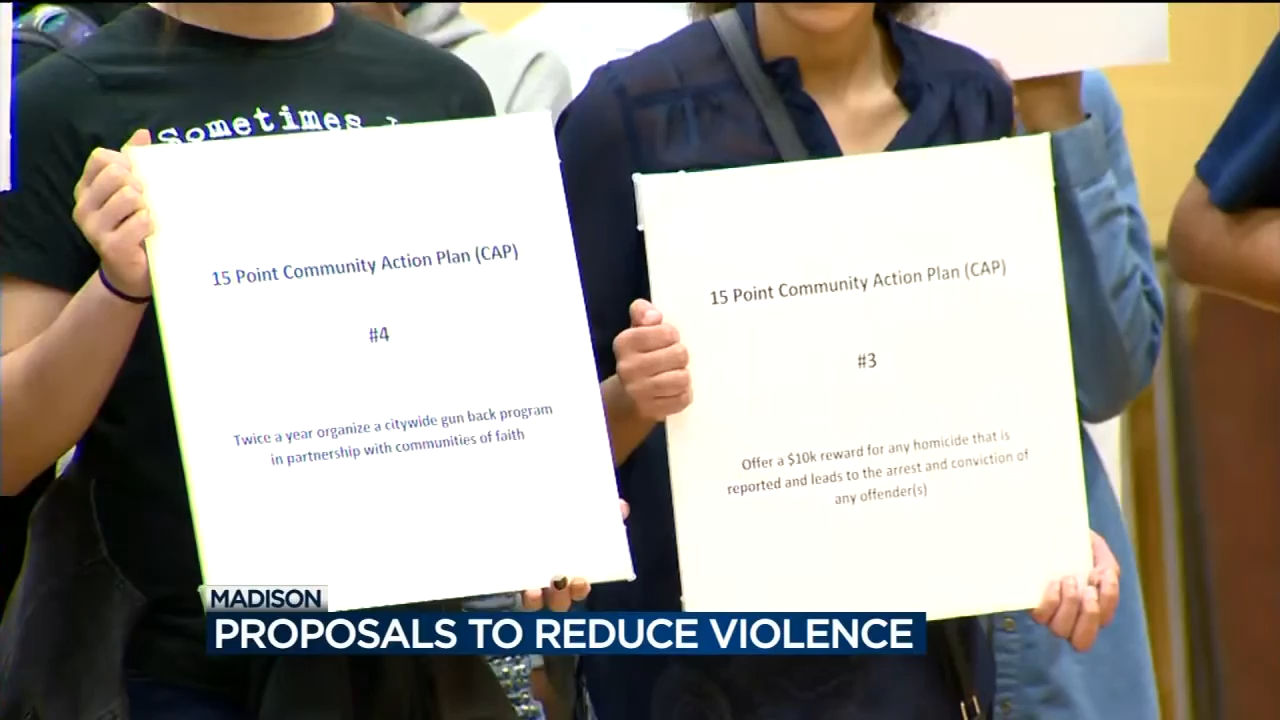 Sometimes
15 Point Community Action Plan (CAP)
#4
Twice a year organize a citywide gun back program
in partnership with communities of faith
15 Point Community Action Plan (CAP)
#3
Offer a $10k reward for any homicide that is
reported and leads to the arrest and conviction of
any offender(s)
MADISON
PROPOSALS TO REDUCE VIOLENCE